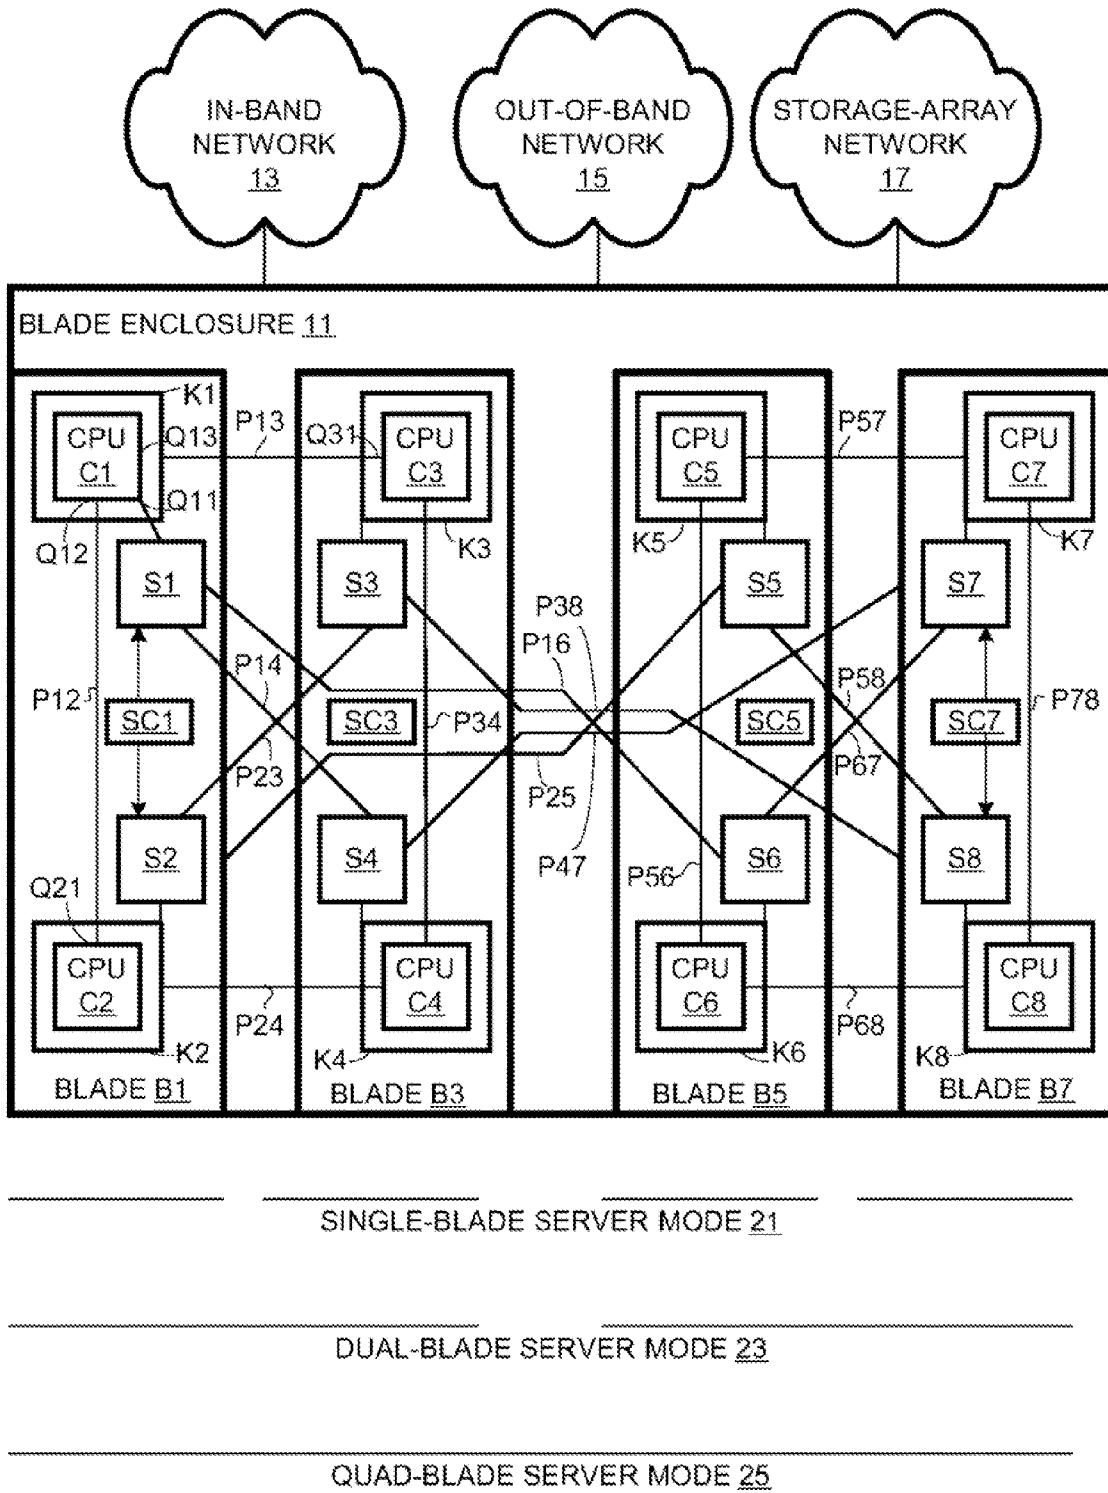 IN-BAND
NETWORK
13
OUT-OF-BAND
NETWORK
15
STORAGE-ARRAY
NETWORK
17
BLADE ENCLOSURE 11
K1
CPU
C1
Q13
Q11
Q12
P13
Q31
CPU
C3
K3
CPU
C5
K5
P57
CPU
C7
K7
S1
S3
S5
S7
P38
P16
P14
P12
SC1
P23
SC3
P34
P25
P47
SC5
P58
P67
SC7
P78
S2
S4
P56
S6
S8
Q21
CPU
C2
K2
P24
CPU
C4
K4
CPU
C6
K6
P68
CPU
C8
K8
BLADE B1
BLADE B3
BLADE B5
BLADE B7
SINGLE-BLADE SERVER MODE 21
DUAL-BLADE SERVER MODE 23
QUAD-BLADE SERVER MODE 25